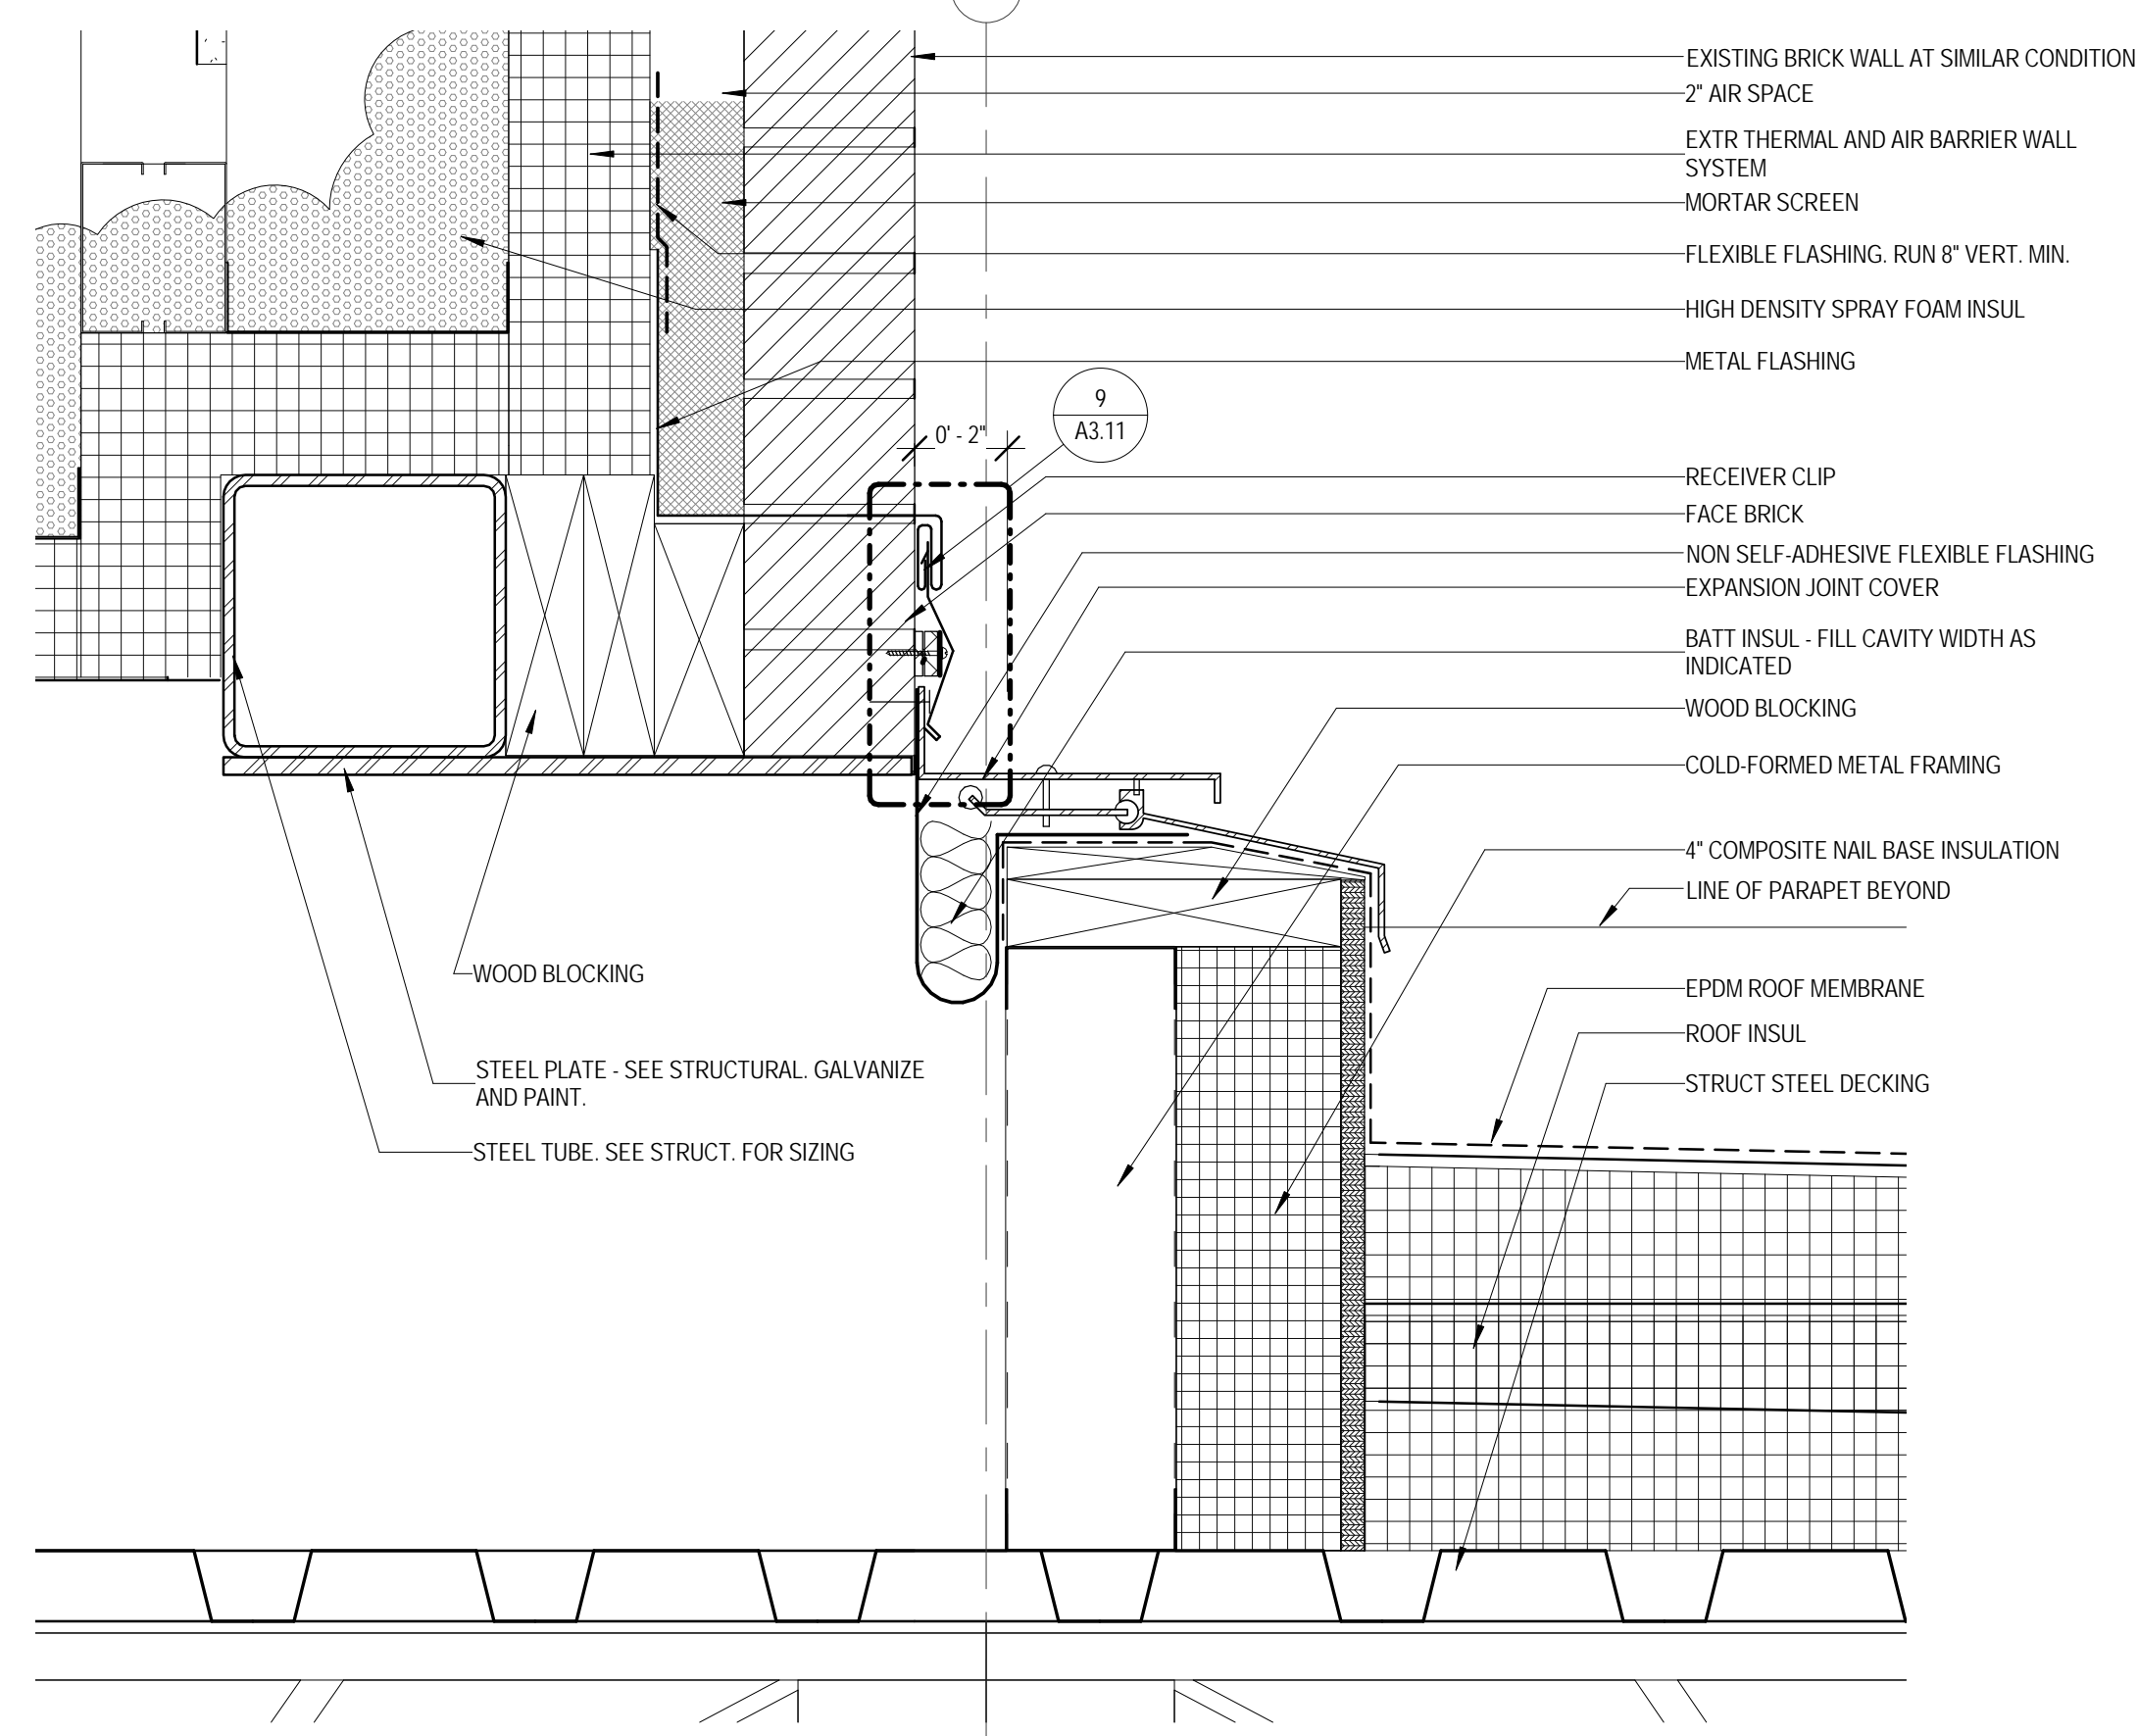 EXISTING BRICK WALL AT SIMILAR CONDITION
2" AIR SPACE
EXTR THERMAL AND AIR BARRIER WALL
SYSTEM
MORTAR SCREEN
FLEXIBLE FLASHING. RUN 8" VERT. MIN.
HIGH DENSITY SPRAY FOAM INSUL
METAL FLASHING
9
A3.11
0' - 2"
RECEIVER CLIP
FACE BRICK
NON SELF-ADHESIVE FLEXIBLE FLASHING
EXPANSION JOINT COVER
BATT INSUL - FILL CAVITY WIDTH AS
INDICATED
WOOD BLOCKING
COLD-FORMED METAL FRAMING
4" COMPOSITE NAIL BASE INSULATION
LINE OF PARAPET BEYOND
EPDM ROOF MEMBRANE
ROOF INSUL
STRUCT STEEL DECKING
WOOD BLOCKING
STEEL PLATE - SEE STRUCTURAL. GALVANIZE
AND PAINT.
STEEL TUBE. SEE STRUCT. FOR SIZING